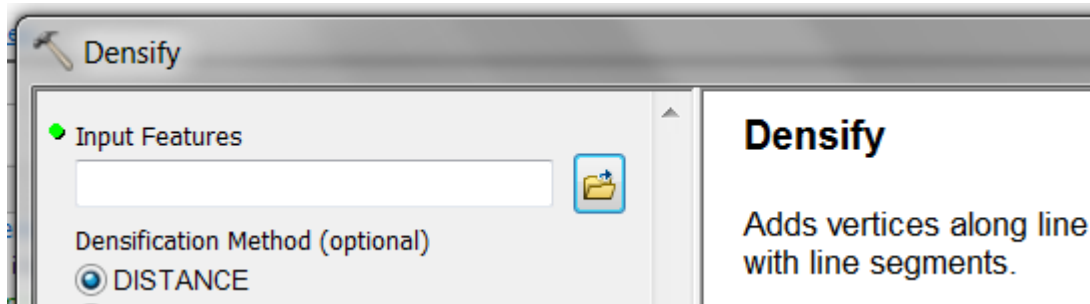 Densify
Input Features
Densification Method (optional)
DISTANCE
Densify
Adds vertices along line
with line segments.